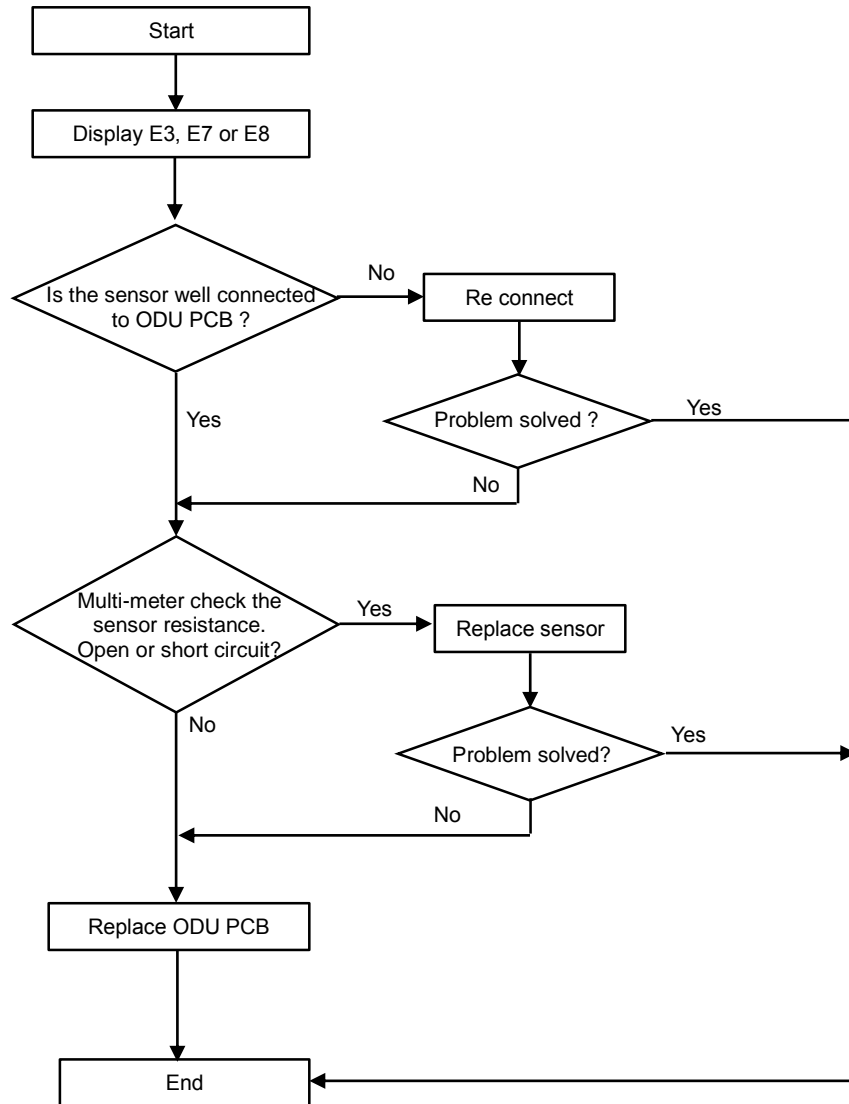 Start
Display E3, E7 or E8
Is the sensor well connected
to ODU PCB ?
No
Re connect
Yes
Problem solved ?
Yes
No
Multi-meter check the
sensor resistance.
Open or short circuit?
Yes
Replace sensor
No
Problem solved?
Yes
No
Replace ODU PCB
End